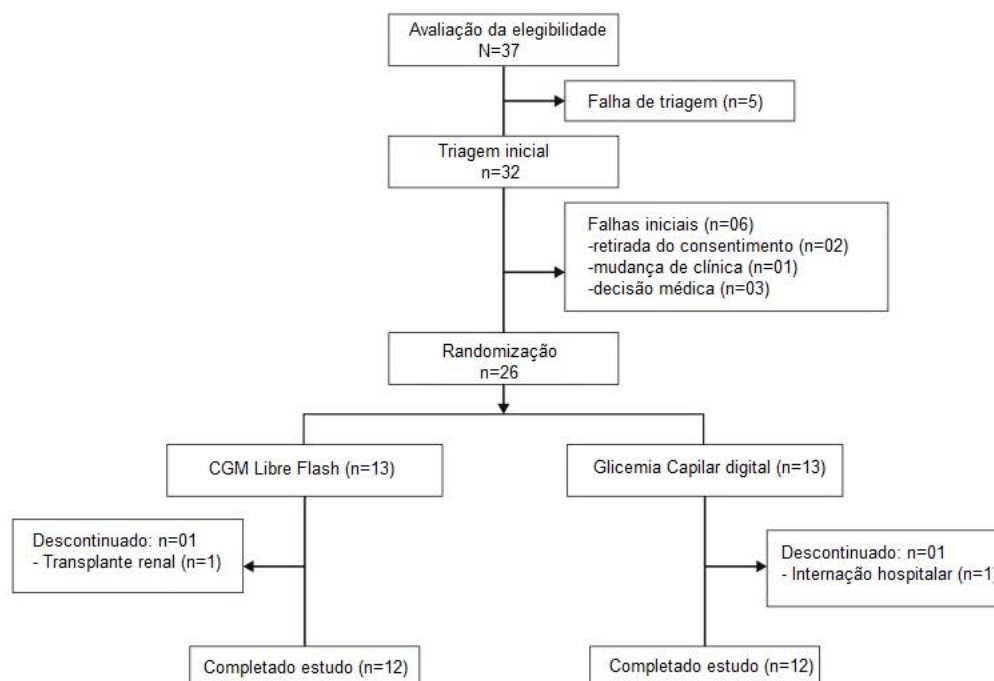 Avaliação da elegibilidade
N=37
Falha de triagem (n=5)
Triagem inicial
n=32
Falhas iniciais (n=06)
-retirada do consentimento (n=02)
-mudança de clínica (n=01)
-decisão médica (n=03)
Randomização
n=26
CGM Libre Flash (n=13)
Glicemia Capilar digital (n=13)
Descontinuado: n=01
- Transplante renal (n=1)
Descontinuado: n=01
- Internação hospitalar (n=1)
Completado estudo (n=12)
Completado estudo (n=12)